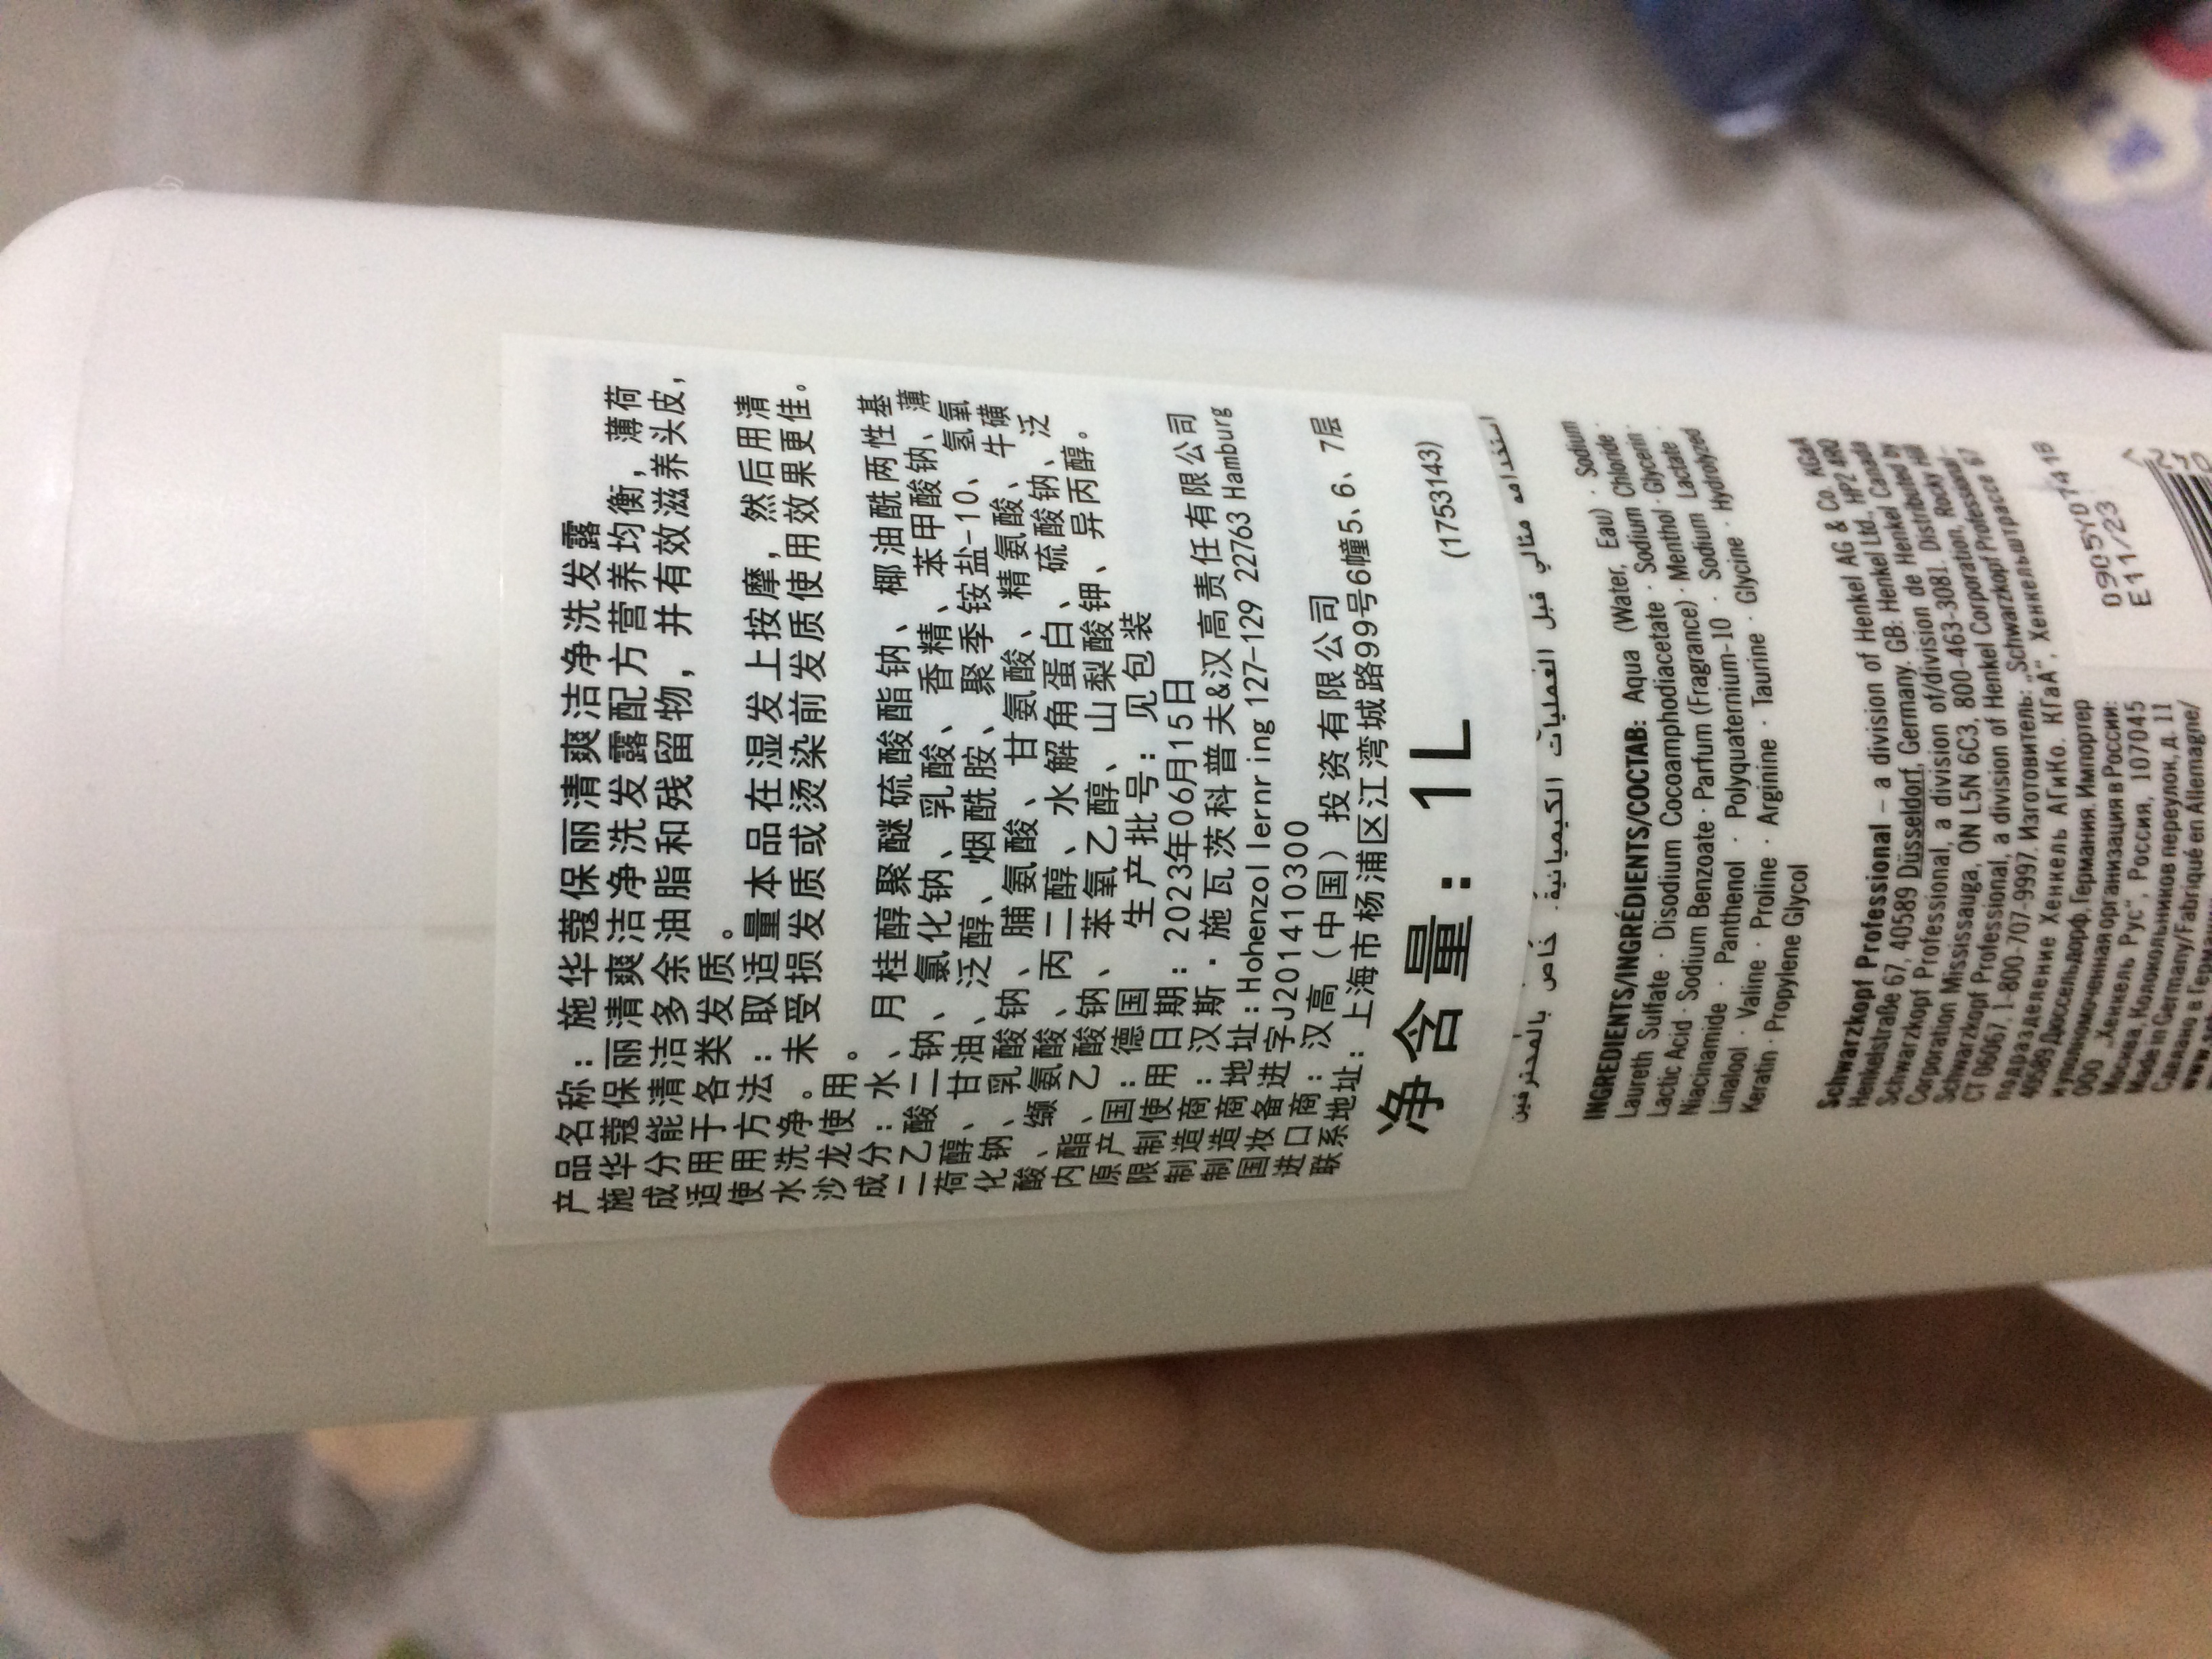 产品名称：施华蔻保丽清爽洁净洗发露
施华蔻保丽清爽洁净洗发露配方营养均衡，薄荷
成分能清洁多余油脂和残留物，并有效滋养头皮，
适用于各类发质。
使用方法：取适量本品在湿发上按摩，然后用清
水洗净。未受损发质或烫染前发质使用效果更佳。
沙龙使用。
成分：水、月桂醇聚醚硫酸酯钠、椰油酰两性基
二乙酸二钠、氯化钠、乳酸、香精、苯甲酸钠、薄
荷醇、甘油、泛醇、烟酰胺、聚季铵盐-10、氢氧
化钠、乳酸钠、脯氨酸、甘氨酸、精氨酸、牛磺
酸、缬氨酸、丙二醇、水解角蛋白、硫酸钠、泛
内酯、乙酸钠、苯氧乙醇、山梨酸钾、异丙醇。
原产国：德国 生产批号：见包装
限制使用日期：2023年06月15日
制造商：汉斯·施瓦茨科普夫&汉高责任有限公司
制造商地址:Hohenzollernring 127-129 22763 Hamburg
国妆备进字J201410300
进口商：汉高（中国）投资有限公司
联系地址：上海市杨浦区江湾城路99号6幢5、6、7层
净含量：1L (1753143)
استخدامه مثالي قبل العمليات الكيميائية. خاص بالمحترفين
INGREDIENTS/INGRÉDIENTS/СОСТАВ: Aqua (Water, Eau) · Sodium
Laureth Sulfate · Disodium Cocoamphodiacetate · Sodium Chloride ·
Lactic Acid · Sodium Benzoate · Parfum (Fragrance) · Menthol · Glycerin ·
Niacinamide · Panthenol · Polyquaternium-10 · Sodium Lactate ·
Linalool · Valine · Proline · Arginine · Taurine · Glycine · Hydrolyzed
Keratin · Propylene Glycol
Schwarzkopf Professional – a division of Henkel AG & Co. KGaA
Henkelstraße 67, 40589 Düsseldorf, Germany. GB: Henkel Ltd., HP2 4RQ
Schwarzkopf Professional, a division of/division de Henkel Canada
Corporation Mississauga, ON L5N 6C3, 800-463-3081. Distributed by
Schwarzkopf Professional, a division of Henkel Corporation, Rocky Hill
CT 06067, 1-800-707-9997. Изготовитель: „Schwarzkopf Professional –
подразделение Хенкель АГиКо. КГаА“, Хенкельштрассе 67
40589 Дюссельдорф, Германия. Импортер
и уполномоченная организация в России:
ООО „Хенкель Рус“, Россия, 107045
Москва, Колокольников переулок, д. 11
Made in Germany/Fabriqué en Allemagne/
Сделано в
0905Y07418
E11/23